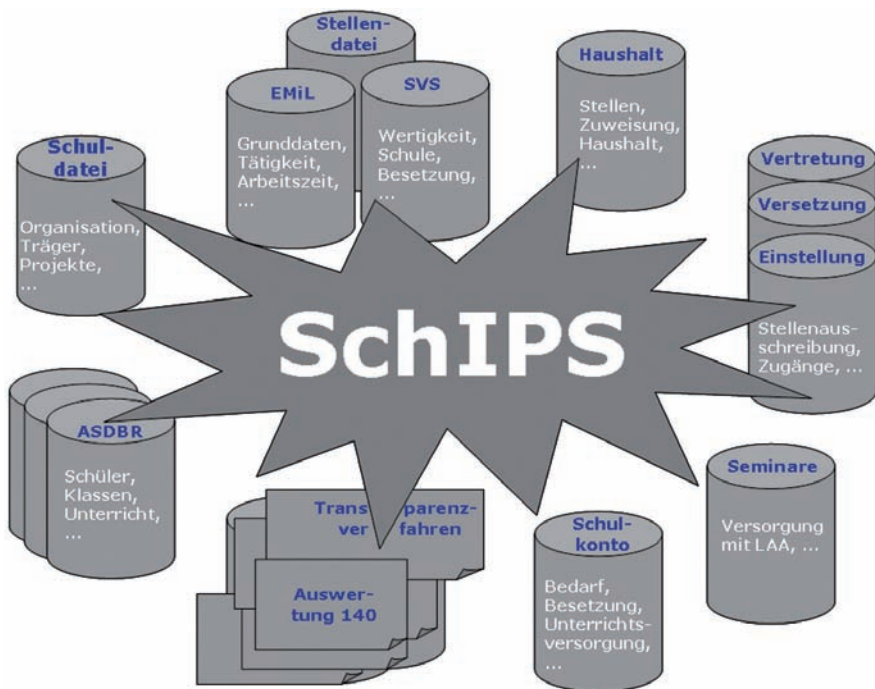 Stellen-
datei
EMiL
Grunddaten,
Tätigkeit,
Arbeitszeit,
...
SVS
Wertigkeit,
Schule,
Besetzung,
...
Haushalt
Stellen,
Zuweisung,
Haushalt,
...
Schul-
datei
Organisation,
Träger,
Projekte,
...
Vertretung
Versetzung
Einstellung
Stellenaus-
schreibung,
Zugänge, ...
SchIPS
ASDBR
Schüler,
Klassen,
Unterricht,
...
Trans parenz-
ver fahren
Auswer-
tung 140
Schul-
konto
Bedarf,
Besetzung,
Unterrichts-
versorgung,
...
Seminare
Versorgung
mit LAA, ...